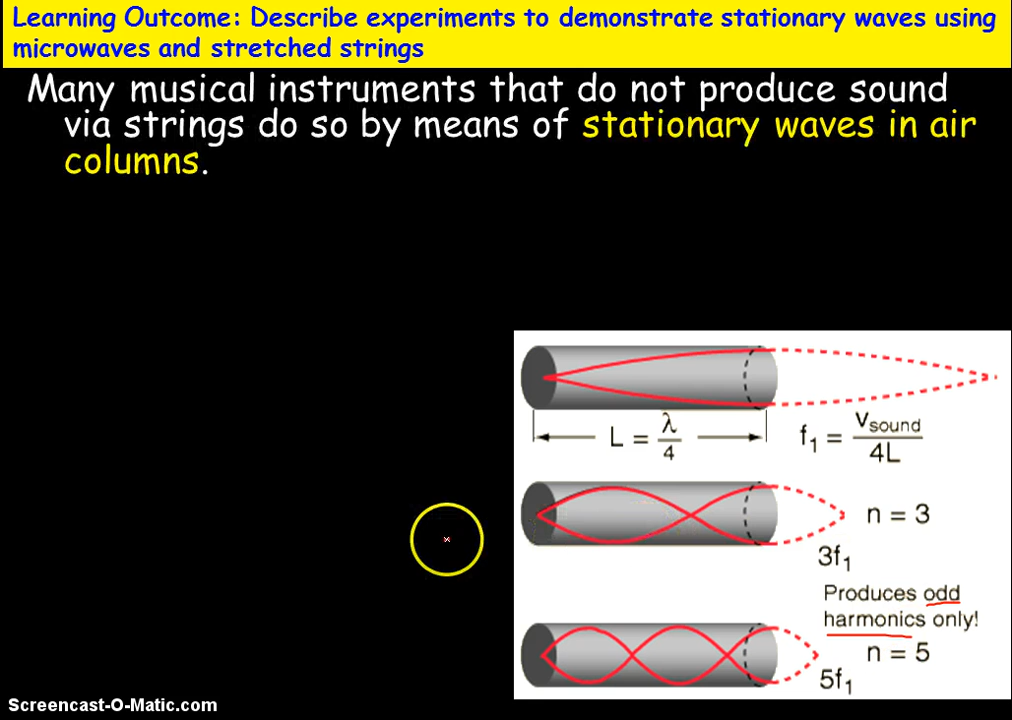 Learning Outcome: Describe experiments to demonstrate stationary waves using
microwaves and stretched strings
Many musical instruments that do not produce sound
via strings do so by means of stationary waves in air
columns.
L = λ/4
f₁ = Vsound/4L
n = 3
3f₁
Produces odd
harmonics only!
n = 5
5f₁
Screencast-O-Matic.com